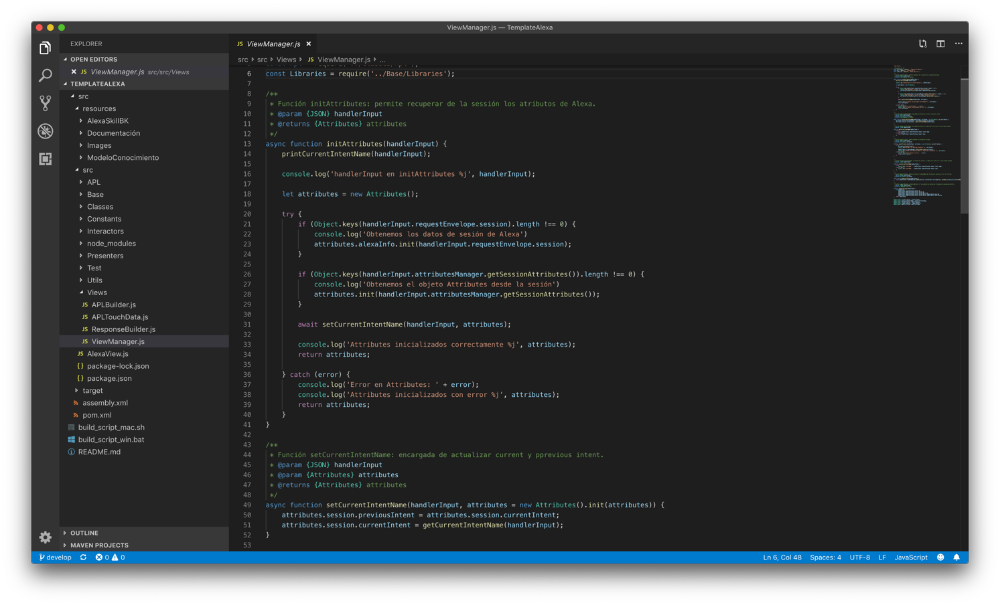 ViewManager.js — TemplateAlexa
EXPLORER
OPEN EDITORS
JS ViewManager.js src/src/Views
TEMPLATEALEXA
src
resources
AlexaSkillBK
Documentación
Images
ModeloConocimiento
src
APL
Base
Classes
Constants
Interactors
node_modules
Presenters
Test
Utils
Views
JS APLBuilder.js
JS APLTouchData.js
JS ResponseBuilder.js
JS ViewManager.js
JS AlexaView.js
{ } package-lock.json
{ } package.json
target
assembly.xml
pom.xml
build_script_mac.sh
build_script_win.bat
README.md
OUTLINE
MAVEN PROJECTS
JS ViewManager.js
src src Views JS ViewManager.js ...
6 const Libraries = require('../Base/Libraries');
7
8 /**
9 * Función initAttributes: permite recuperar de la sesión los atributos de Alexa.
10 * @param {JSON} handlerInput
11 * @returns {Attributes} attributes
12 */
13 async function initAttributes(handlerInput) {
14 printCurrentIntentName(handlerInput);
15
16 console.log('handlerInput en initAttributes %j', handlerInput);
17
18 let attributes = new Attributes();
19
20 try {
21 if (Object.keys(handlerInput.requestEnvelope.session).length !== 0) {
22 console.log('Obtenemos los datos de sesión de Alexa')
23 attributes.alexaInfo.init(handlerInput.requestEnvelope.session);
24 }
25
26 if (Object.keys(handlerInput.attributesManager.getSessionAttributes()).length !== 0) {
27 console.log('Obtenemos el objeto Attributes desde la sesión')
28 attributes.init(handlerInput.attributesManager.getSessionAttributes());
29 }
30
31 await setCurrentIntentName(handlerInput, attributes);
32
33 console.log('Attributes inicializados correctamente %j', attributes);
34 return attributes;
35
36 } catch (error) {
37 console.log('Error en Attributes: ' + error);
38 console.log('Attributes inicializados con error %j', attributes);
39 return attributes;
40 }
41 }
42
43 /**
44 * Función setCurrentIntentName: encargada de actualizar current y pprevious intent.
45 * @param {JSON} handlerInput
46 * @param {Attributes} attributes
47 * @returns {Attributes} attributes
48 */
49 async function setCurrentIntentName(handlerInput, attributes = new Attributes().init(attributes)) {
50 attributes.session.previousIntent = attributes.session.currentIntent;
51 attributes.session.currentIntent = getCurrentIntentName(handlerInput);
52 }
53
develop 0 0 Ln 6, Col 48 Spaces: 4 UTF-8 LF JavaScript